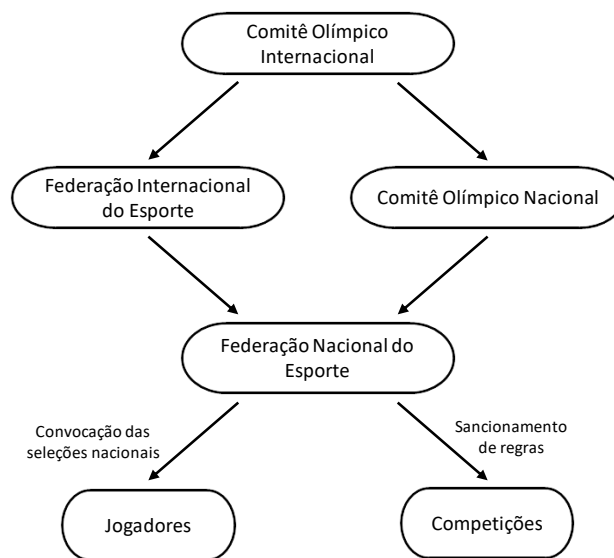 Comitê Olímpico
Internacional
Federação Internacional
do Esporte
Comitê Olímpico Nacional
Federação Nacional do
Esporte
Convocação das
seleções nacionais
Sancionamento
de regras
Jogadores
Competições